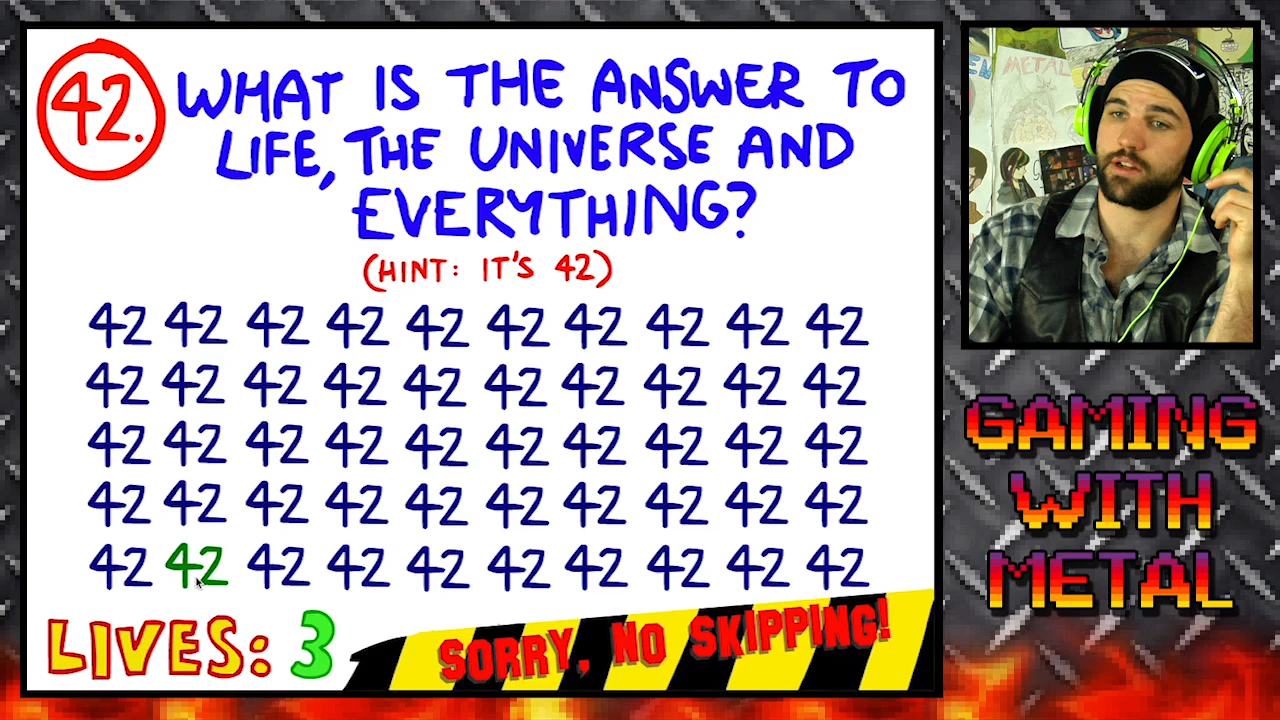 42. WHAT IS THE ANSWER TO
LIFE, THE UNIVERSE AND
EVERYTHING?
(HINT: IT'S 42)
42 42 42 42 42 42 42 42 42 42
42 42 42 42 42 42 42 42 42 42
42 42 42 42 42 42 42 42 42 42
42 42 42 42 42 42 42 42 42 42
42 42 42 42 42 42 42 42 42 42
LIVES: 3
SORRY, NO SKIPPING!
METAL
GAMING
WITH
METAL